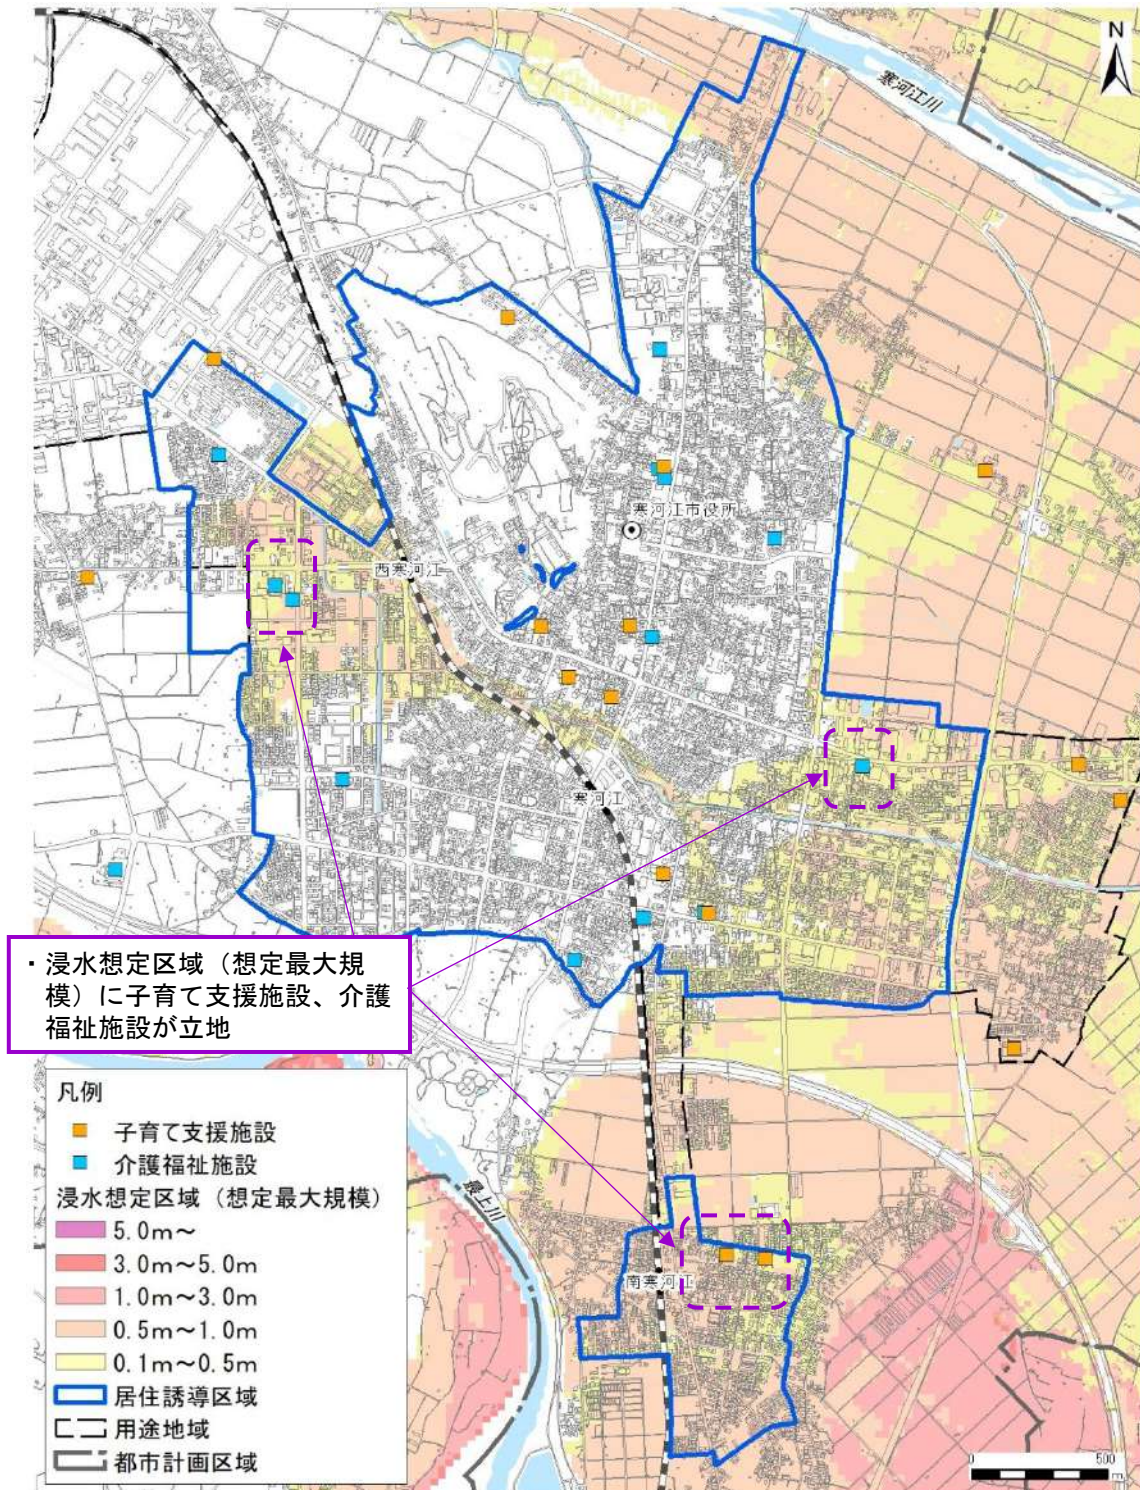 N
寒河江川
寒河江市役所
西寒河江
寒河江
・浸水想定区域（想定最大規
模）に子育て支援施設、介護
福祉施設が立地
凡例
子育て支援施設
介護福祉施設
浸水想定区域（想定最大規模）
5.0m～
3.0m～5.0m
1.0m～3.0m
0.5m～1.0m
0.1m～0.5m
居住誘導区域
用途地域
都市計画区域
最上川
南寒河江
0 500